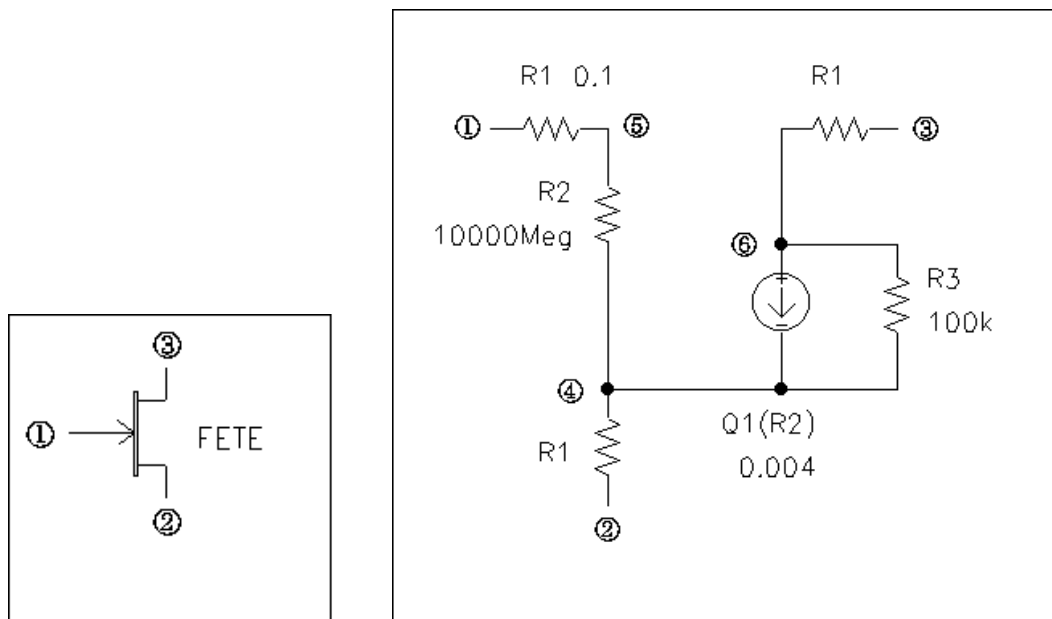 R1 0.1
R1
①
⑤
③
R2
10000Meg
⑥
R3
100k
④
Q1(R2)
0.004
R1
②
③
①
FETE
②